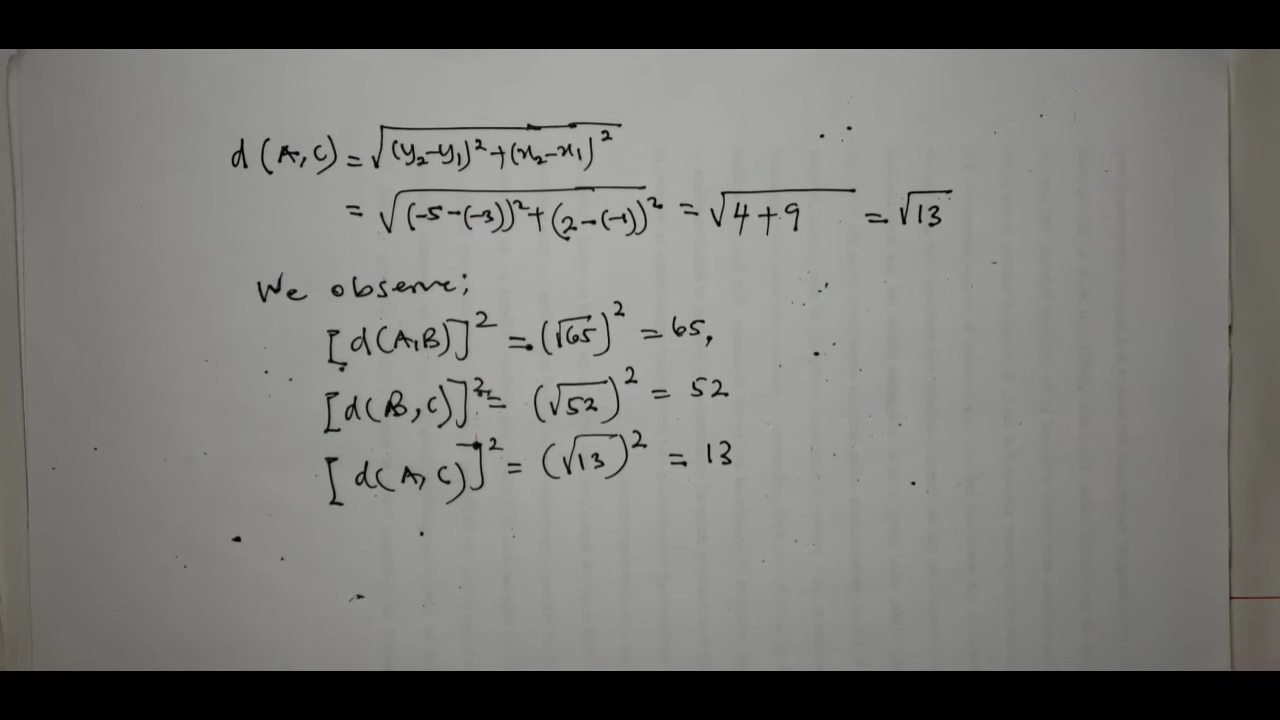 d(A,C) = √((y₂-y₁)² + (x₂-x₁)²)
= √((-5-(-3))² + (2-(-1))²) = √(4+9) = √13
We observe;
[d(A,B)]² = (√65)² = 65,
[d(B,C)]² = (√52)² = 52
[d(A,C)]² = (√13)² = 13